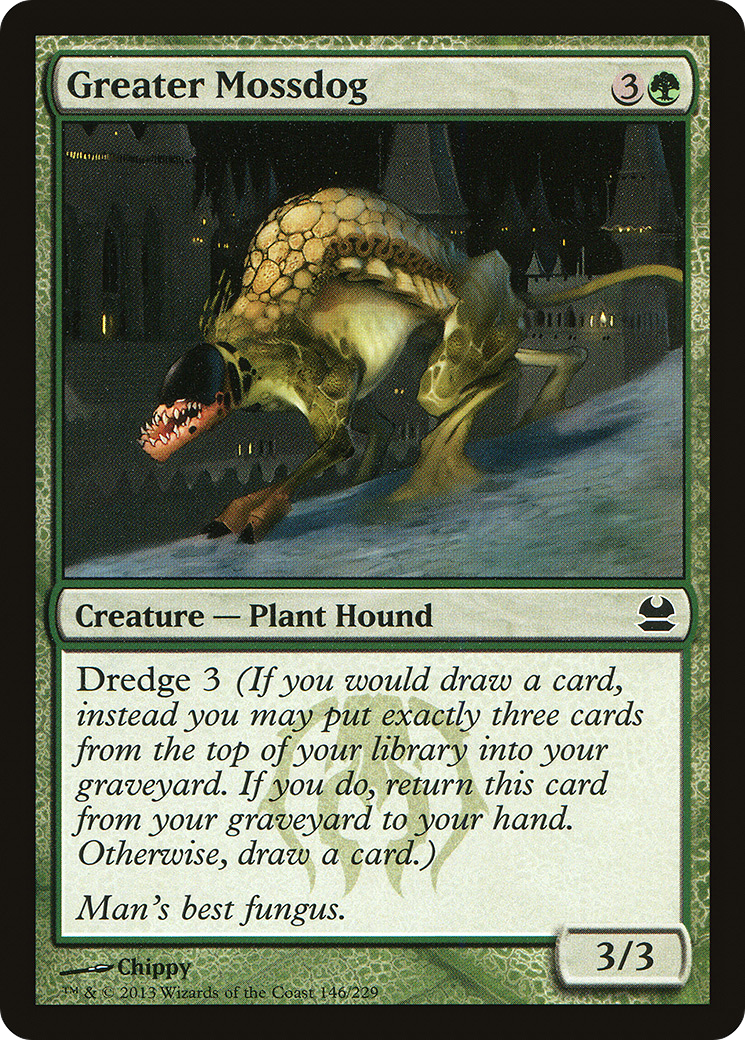 Greater Mossdog 3
Creature — Plant Hound
Dredge 3 (If you would draw a card,
instead you may put exactly three cards
from the top of your library into your
graveyard. If you do, return this card
from your graveyard to your hand.
Otherwise, draw a card.)
Man's best fungus.
3/3
Chippy
™ & © 2013 Wizards of the Coast 146/229